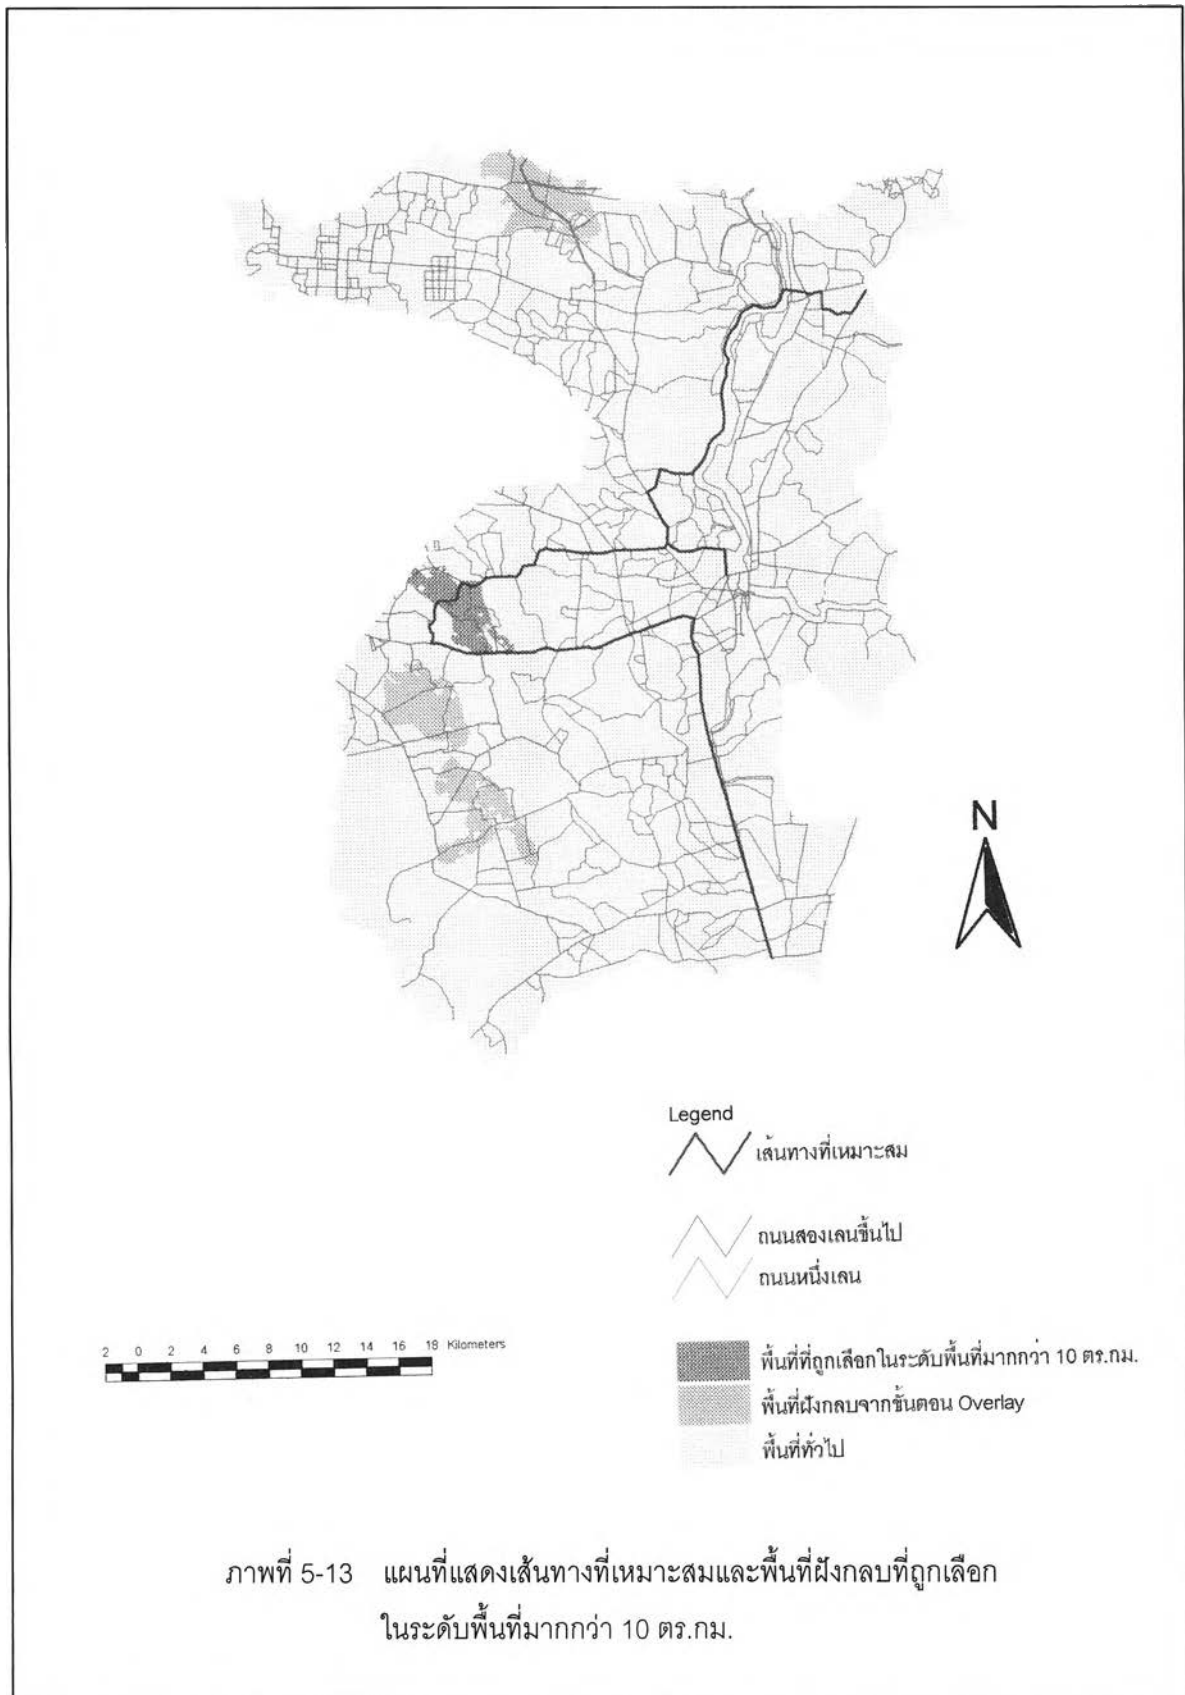 N
Legend
เส้นทางที่เหมาะสม
ถนนสองเลนขึ้นไป
ถนนหนึ่งเลน
2 0 2 4 6 8 10 12 14 16 18 Kilometers
พื้นที่ที่ถูกเลือกในระดับพื้นที่มากกว่า 10 ตร.กม.
พื้นที่ฝังกลบจากขั้นตอน Overlay
พื้นที่ทั่วไป
ภาพที่ 5-13 แผนที่แสดงเส้นทางที่เหมาะสมและพื้นที่ฝังกลบที่ถูกเลือก
ในระดับพื้นที่มากกว่า 10 ตร.กม.